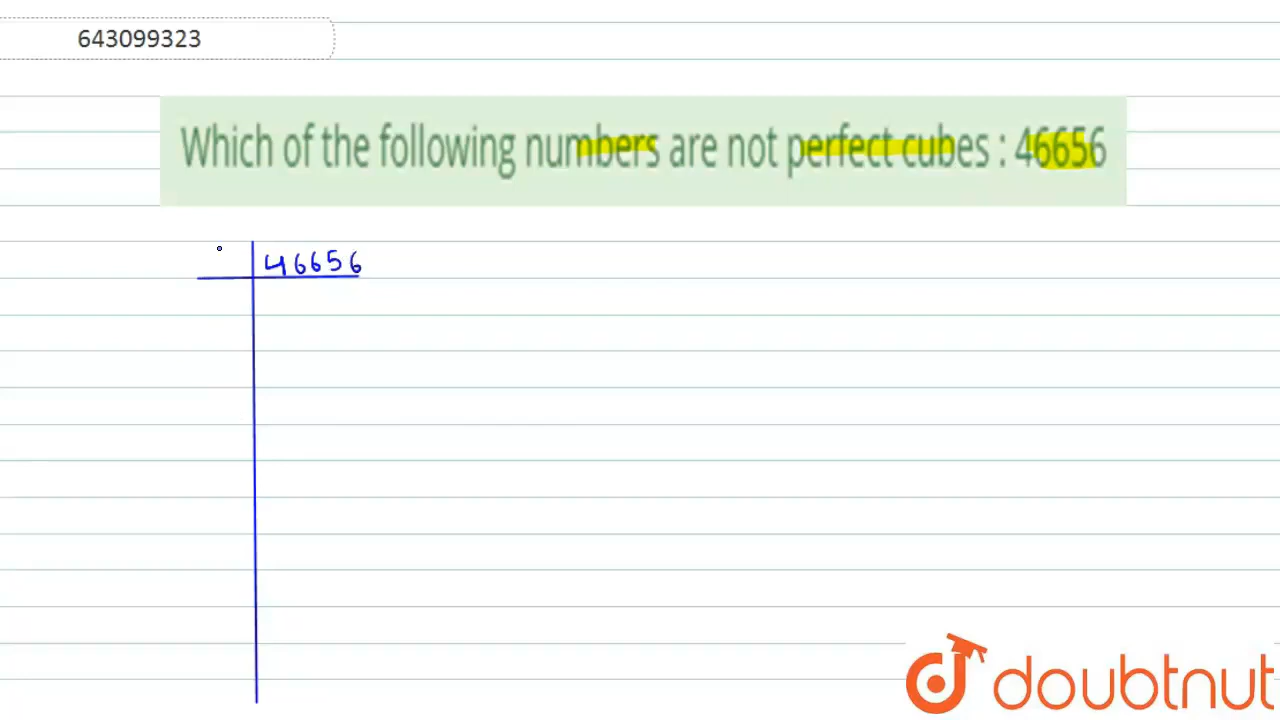 643099323
Which of the following numbers are not perfect cubes : 46656
46656
doubtnut